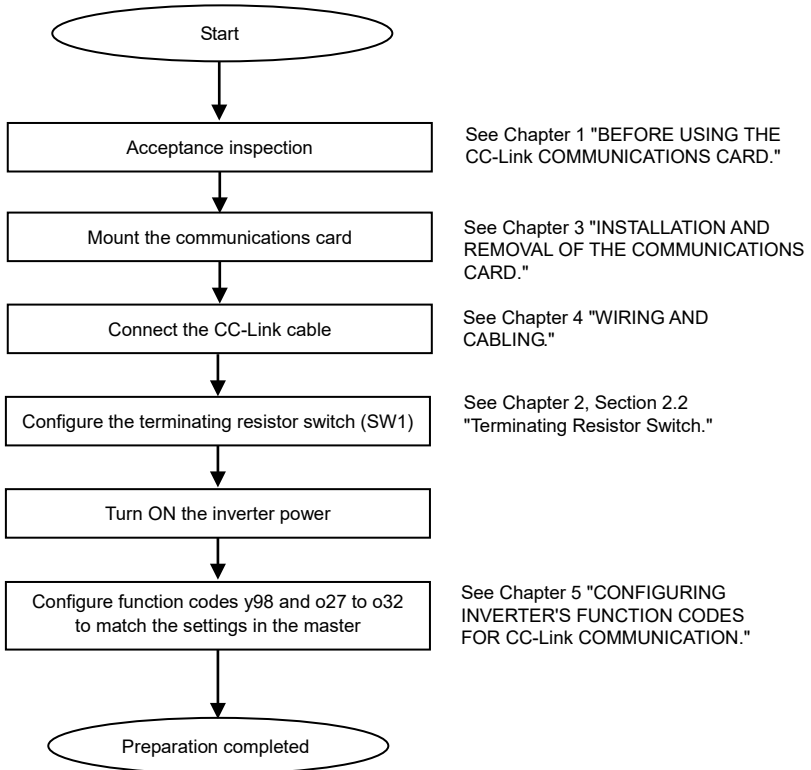 Start
Acceptance inspection
See Chapter 1 "BEFORE USING THE
CC-Link COMMUNICATIONS CARD."
Mount the communications card
See Chapter 3 "INSTALLATION AND
REMOVAL OF THE COMMUNICATIONS
CARD."
Connect the CC-Link cable
See Chapter 4 "WIRING AND
CABLING."
Configure the terminating resistor switch (SW1)
See Chapter 2, Section 2.2
"Terminating Resistor Switch."
Turn ON the inverter power
Configure function codes y98 and o27 to o32
to match the settings in the master
See Chapter 5 "CONFIGURING
INVERTER'S FUNCTION CODES
FOR CC-Link COMMUNICATION."
Preparation completed